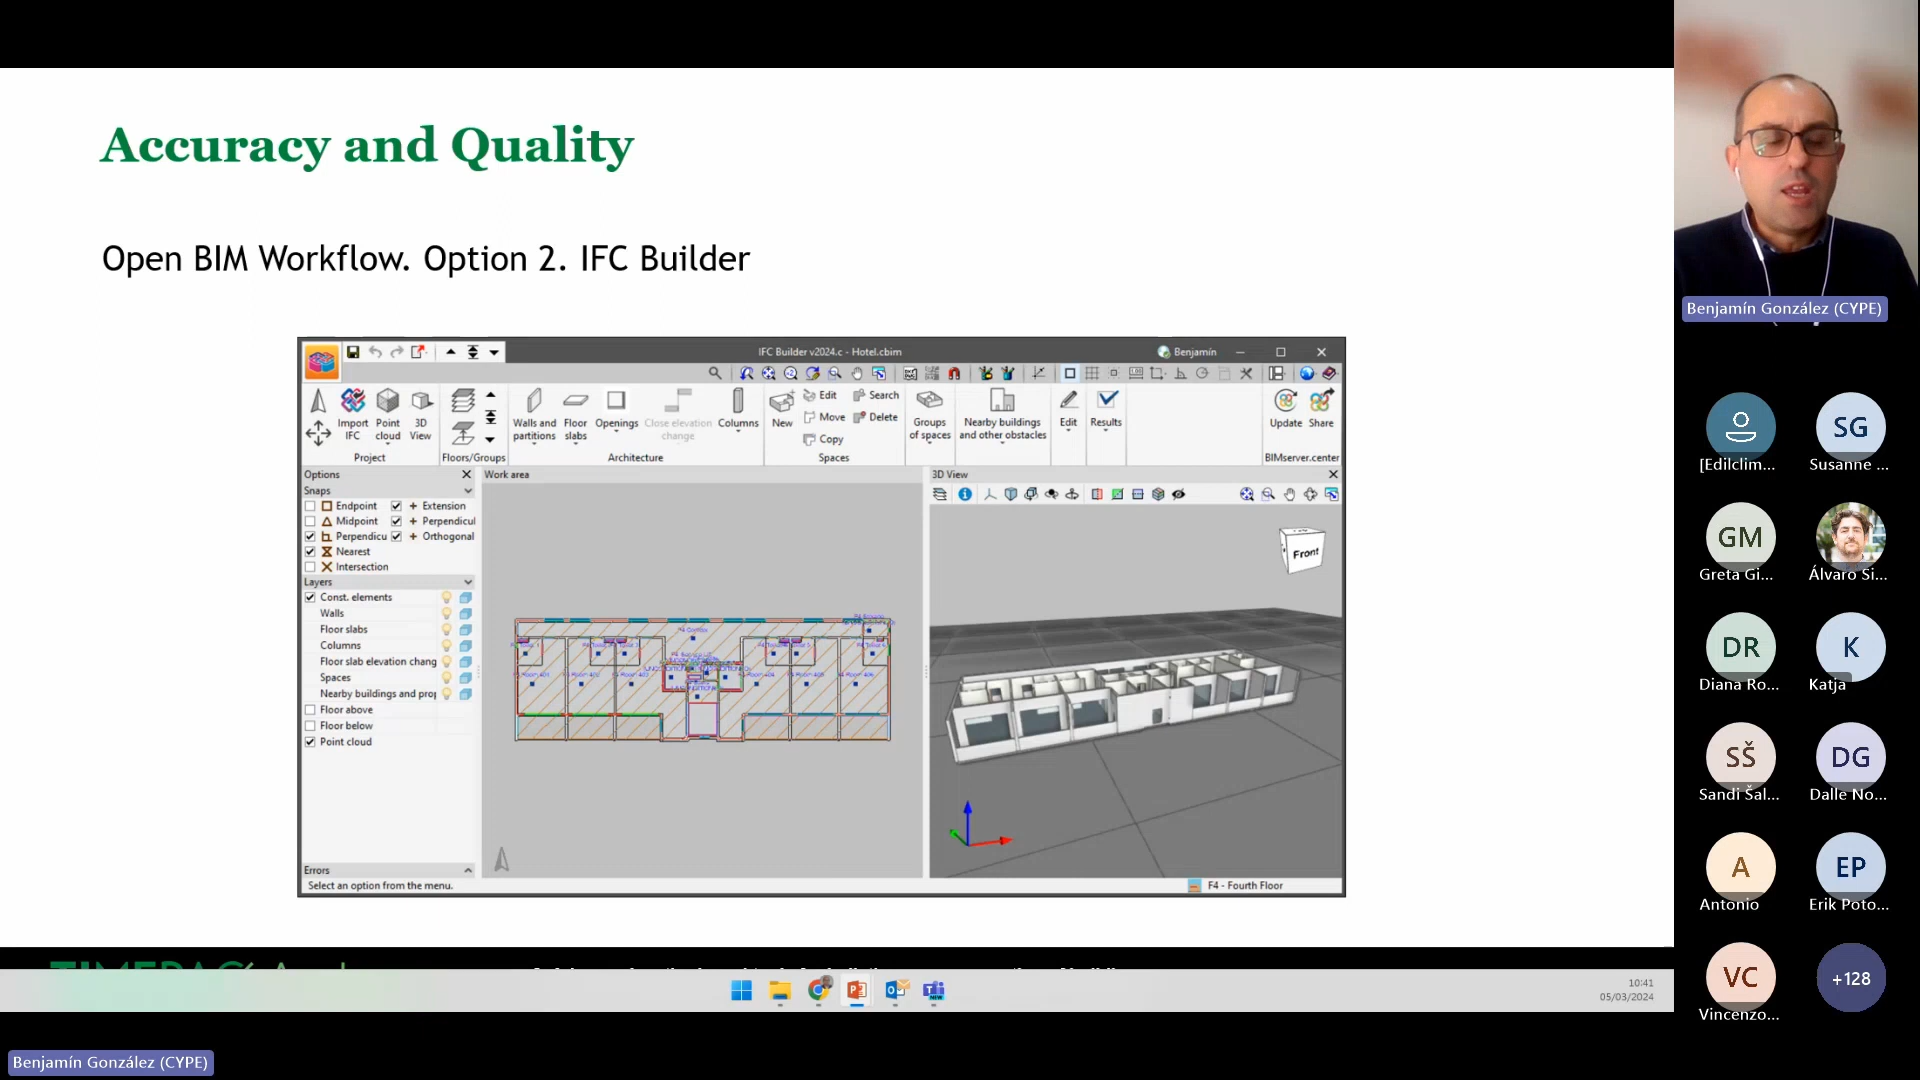 Accuracy and Quality
Open BIM Workflow. Option 2. IFC Builder
IFC Builder v2024.c - Hotel.cbim
Benjamin
Import IFC
Point cloud
3D View
Project
Floors/Groups
Walls and partitions
Floor slabs
Openings
Close elevation change
Columns
Architecture
New
Edit
Move
Copy
Search
Delete
Spaces
Groups of spaces
Nearby buildings and other obstacles
Edit
Results
Update
Share
BIMserver.center
Options
Snaps
Endpoint
Extension
Midpoint
Perpendicul
Perpendicu
Orthogonal
Nearest
Intersection
Layers
Const. elements
Walls
Floor slabs
Columns
Floor slab elevation chang
Spaces
Nearby buildings and prop
Floor above
Floor below
Point cloud
Errors
Select an option from the menu.
Work area
3D View
Front
F4 - Fourth Floor
10:41
05/03/2024
Benjamín González (CYPE)
[Edilclim...
SG
Susanne ...
GM
Greta Gi...
Álvaro Si...
DR
Diana Ro...
K
Katja
SŠ
Sandi Šal...
DG
Dalle No...
A
Antonio
EP
Erik Poto...
VC
Vincenzo...
+128
Benjamín González (CYPE)